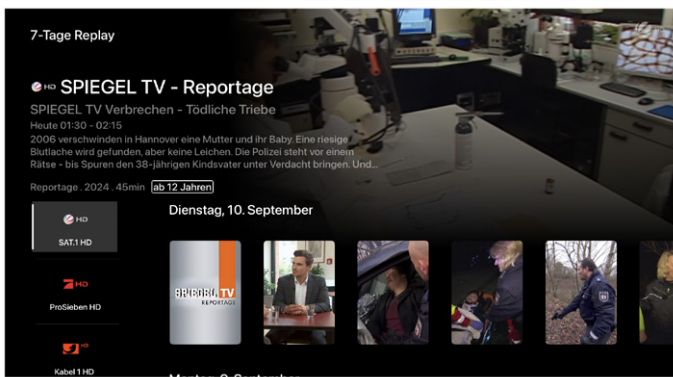 7-Tage Replay
HD SPIEGEL TV - Reportage
SPIEGEL TV Verbrechen - Tödliche Triebe
Heute 01:30 - 02:15
2006 verschwinden in Hannover eine Mutter und ihr Baby. Eine riesige
Blutlache wird gefunden, aber keine Leichen. Die Polizei steht vor einem
Rätse - bis Spuren den 38-jährigen Kindsvater unter Verdacht bringen. Und...
Reportage . 2024 . 45min ab 12 Jahren
HD
SAT.1 HD
Dienstag, 10. September
SPIEGEL TV
REPORTAGE
HD
ProSieben HD
HD
Kabel 1 HD